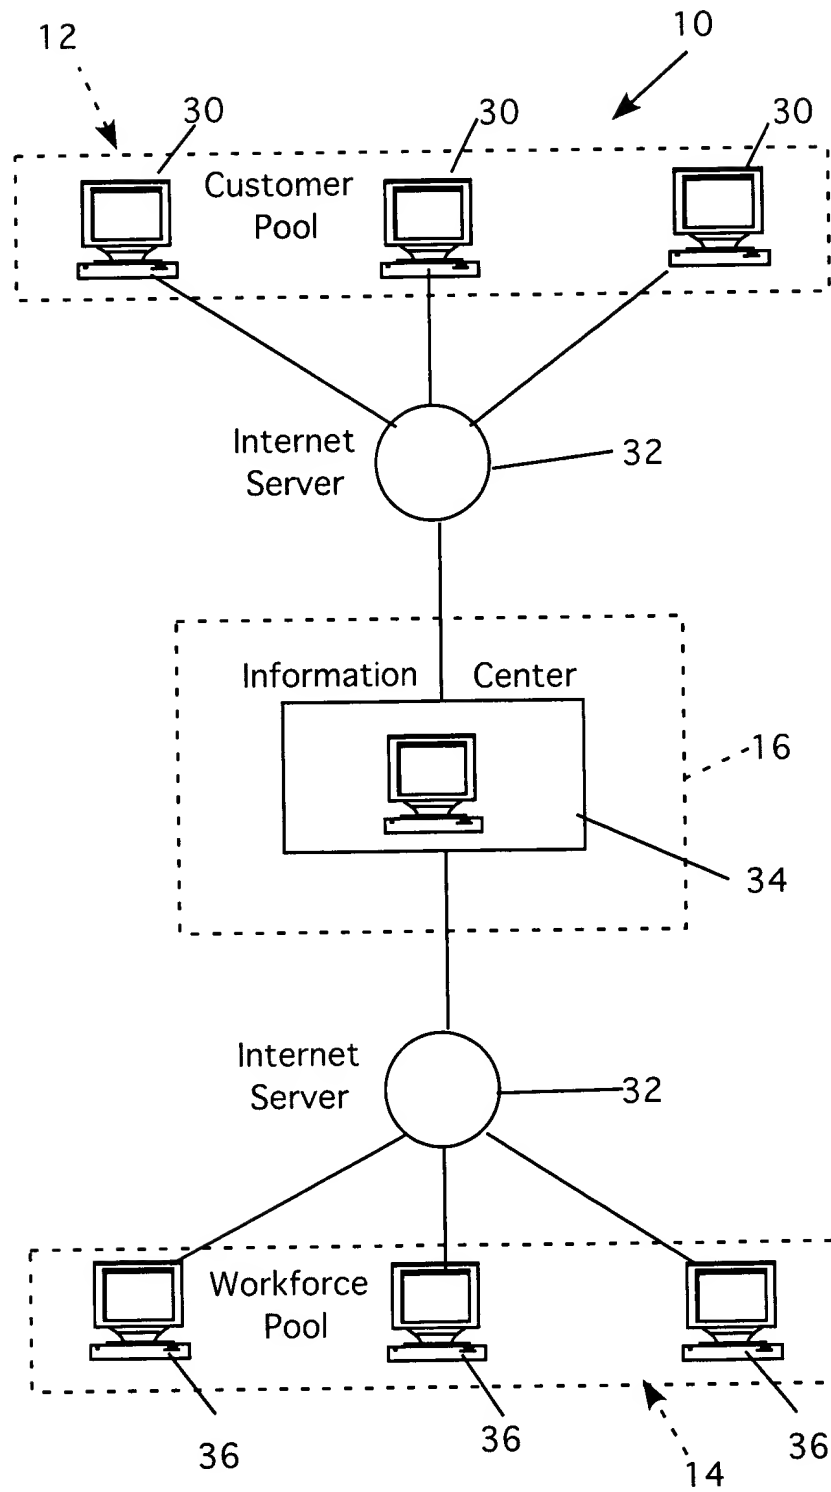 12
10
30
30
30
Customer
Pool
Internet
Server
32
Information Center
16
34
Internet
Server
32
Workforce
Pool
36
36
36
14